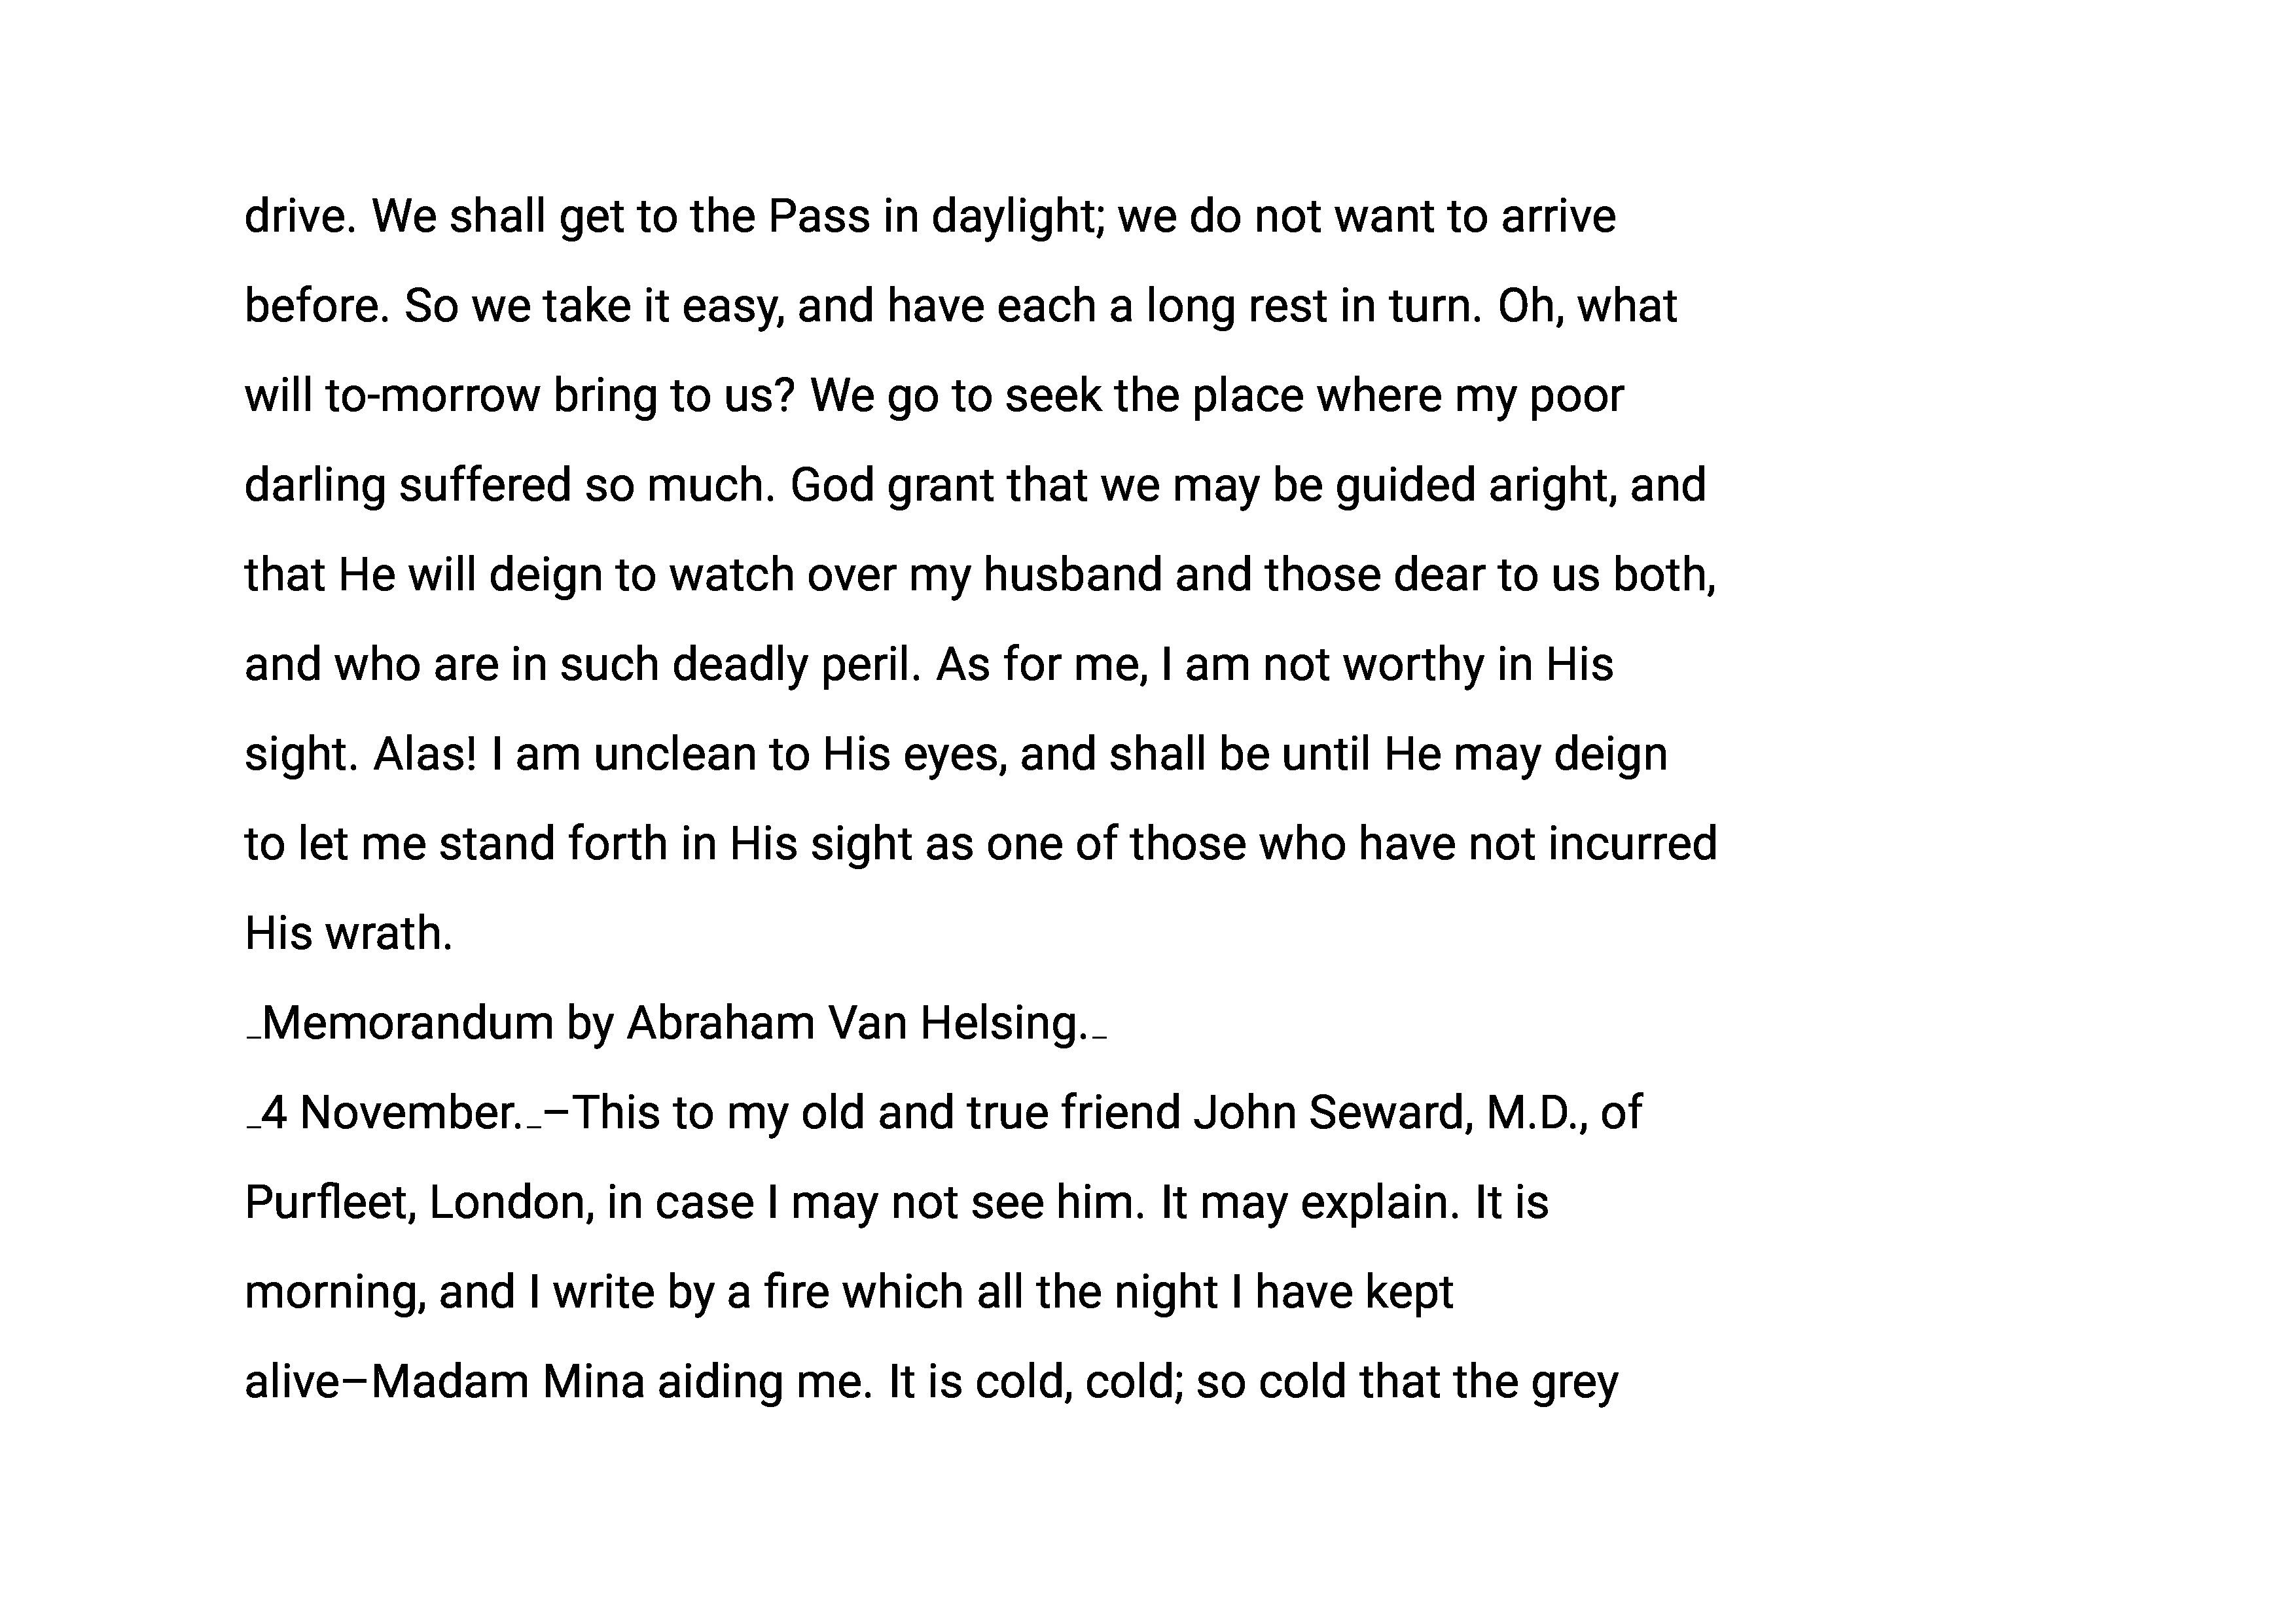 drive. We shall get to the Pass in daylight; we do not want to arrive
before. So we take it easy, and have each a long rest in turn. Oh, what
will to-morrow bring to us? We go to seek the place where my poor
darling suffered so much. God grant that we may be guided aright, and
that He will deign to watch over my husband and those dear to us both,
and who are in such deadly peril. As for me, I am not worthy in His
sight. Alas! I am unclean to His eyes, and shall be until He may deign
to let me stand forth in His sight as one of those who have not incurred
His wrath.
_Memorandum by Abraham Van Helsing._
_4 November._–This to my old and true friend John Seward, M.D., of
Purfleet, London, in case I may not see him. It may explain. It is
morning, and I write by a fire which all the night I have kept
alive–Madam Mina aiding me. It is cold, cold; so cold that the grey